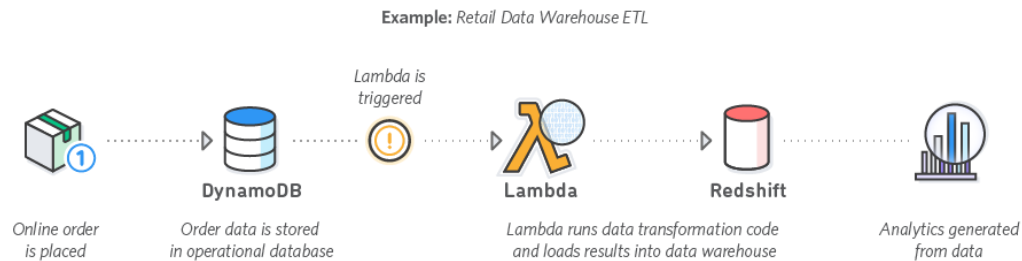 Example: Retail Data Warehouse ETL
Lambda is
triggered
1
!
DynamoDB
Lambda
Redshift
Online order
is placed
Order data is stored
in operational database
Lambda runs data transformation code
and loads results into data warehouse
Analytics generated
from data